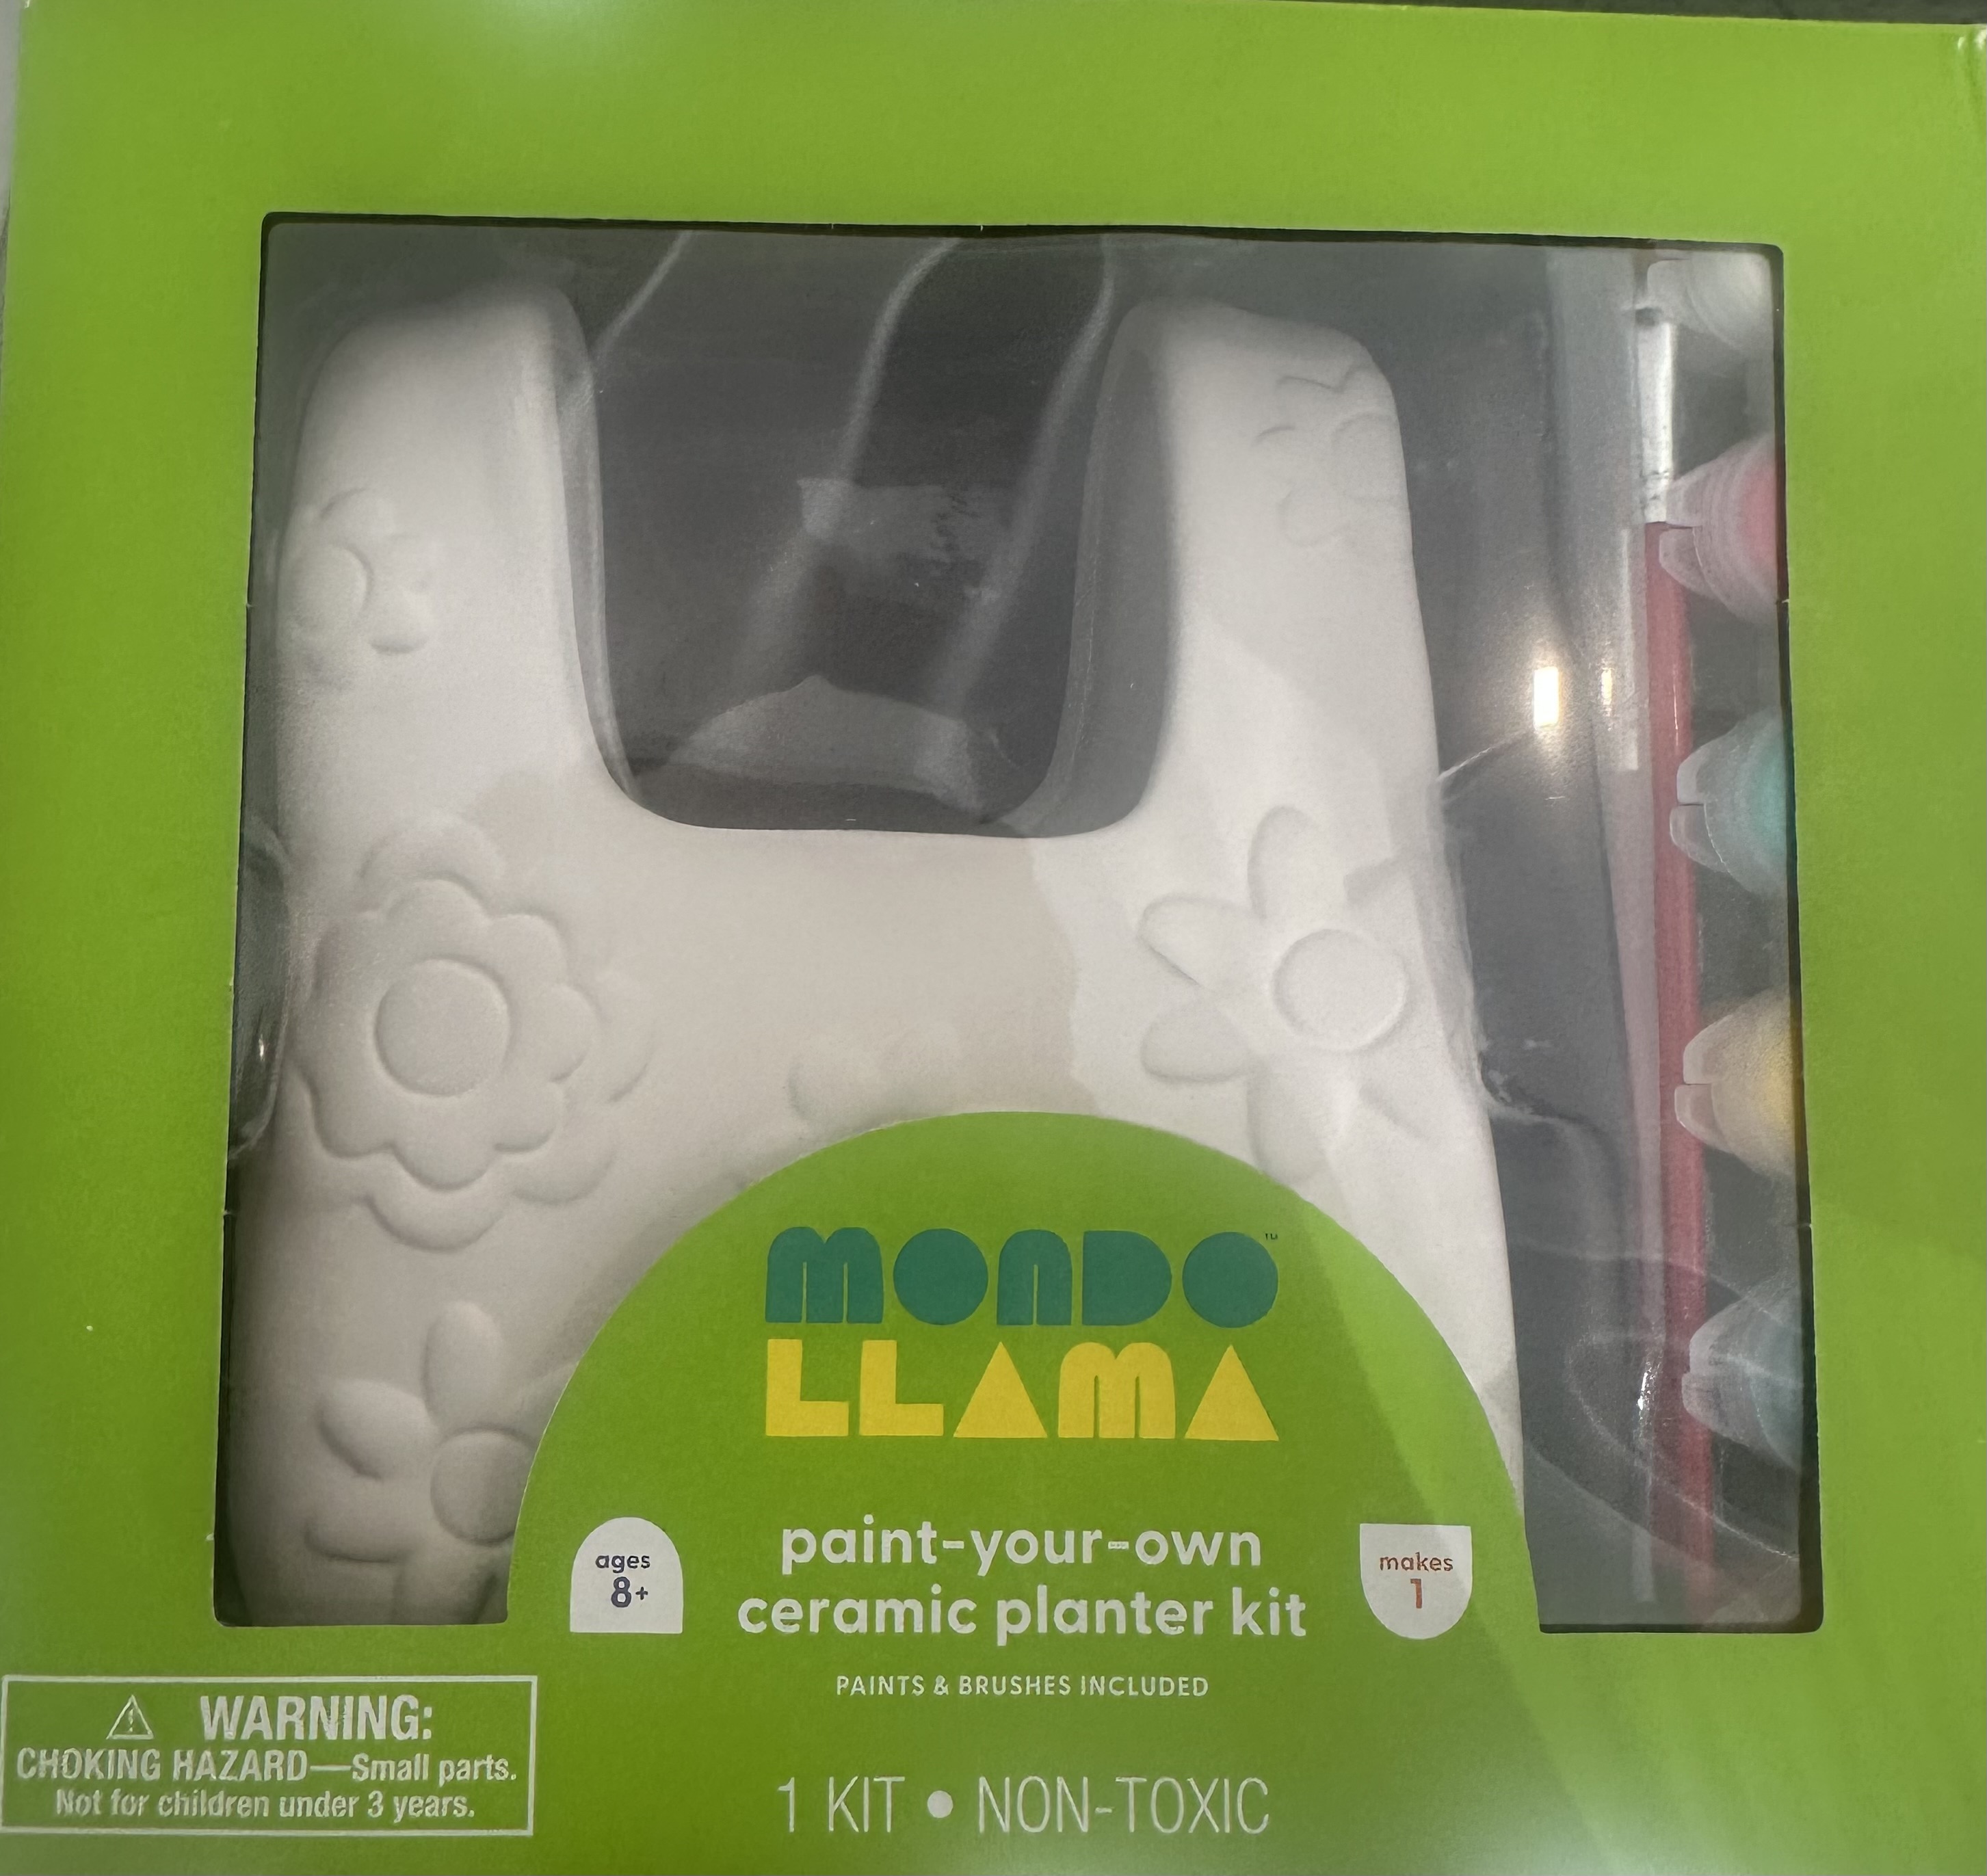 MONDO™
LLAMA
ages
8+
paint-your-own
ceramic planter kit
makes
1
PAINTS & BRUSHES INCLUDED
⚠ WARNING:
CHOKING HAZARD—Small parts.
Not for children under 3 years.
1 KIT • NON-TOXIC